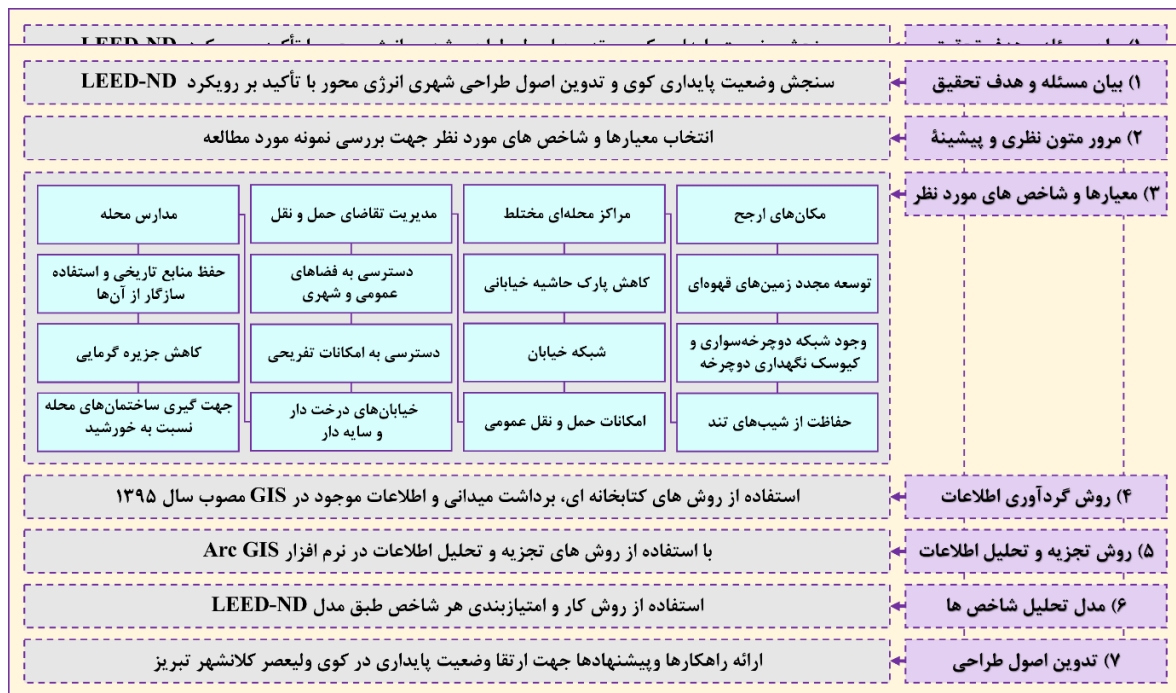 ۱) بیان مسئله و هدف تحقیق
سنجش وضعیت پایداری کوی و تدوین اصول طراحی شهری انرژی محور با تأکید بر رویکرد LEED-ND
۲) مرور متون نظری و پیشینهٔ
انتخاب معیارها و شاخص های مورد نظر جهت بررسی نمونه مورد مطالعه
۳) معیارها و شاخص های مورد نظر
مکان‌های ارجح
مراکز محله‌ای مختلط
مدیریت تقاضای حمل و نقل
مدارس محله
توسعه مجدد زمین‌های قهوه‌ای
کاهش پارک حاشیه خیابانی
دسترسی به فضاهای
عمومی و شهری
حفظ منابع تاریخی و استفاده
سازگار از آن‌ها
وجود شبکه دوچرخه‌سواری و
کیوسک نگهداری دوچرخه
شبکه خیابان
دسترسی به امکانات تفریحی
کاهش جزیره گرمایی
حفاظت از شیب‌های تند
امکانات حمل و نقل عمومی
خیابان‌های درخت دار
و سایه دار
جهت گیری ساختمان‌های محله
نسبت به خورشید
۴) روش گردآوری اطلاعات
استفاده از روش های کتابخانه ای، برداشت میدانی و اطلاعات موجود در GIS مصوب سال ۱۳۹۵
۵) روش تجزیه و تحلیل اطلاعات
با استفاده از روش های تجزیه و تحلیل اطلاعات در نرم افزار Arc GIS
۶) مدل تحلیل شاخص ها
استفاده از روش کار و امتیازبندی هر شاخص طبق مدل LEED-ND
۷) تدوین اصول طراحی
ارائه راهکارها وپیشنهادها جهت ارتقا وضعیت پایداری در کوی ولیعصر کلانشهر تبریز